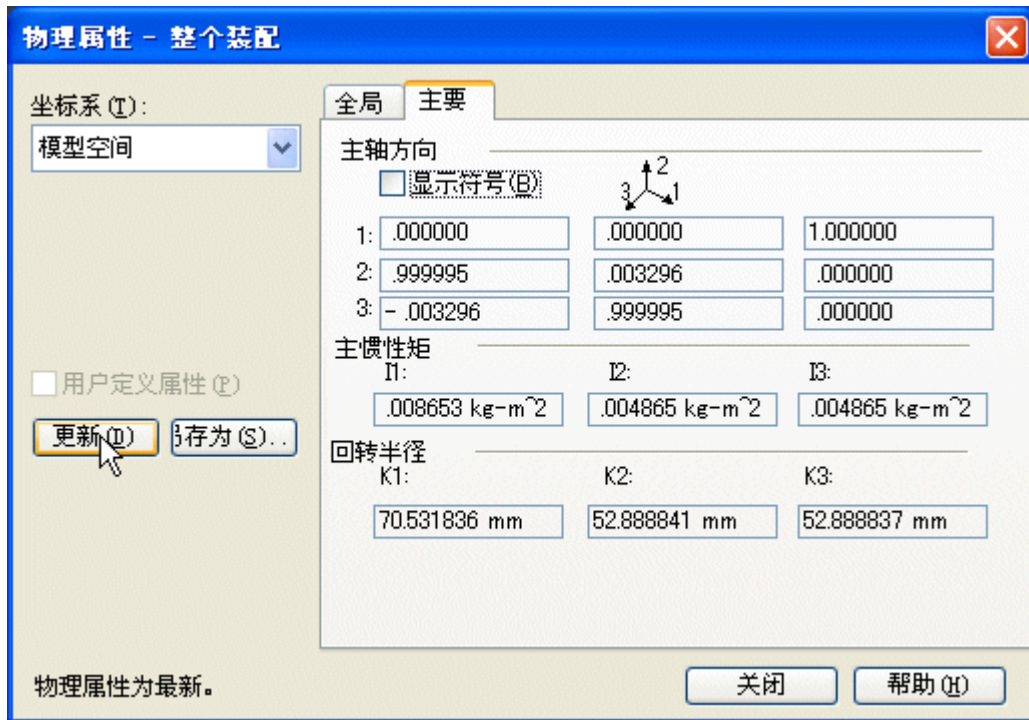 物理属性 - 整个装配
坐标系(T):
模型空间
全局 主要
主轴方向
显示符号(B)
2
3 1
1: .000000 .000000 1.000000
2: .999995 .003296 .000000
3: - .003296 .999995 .000000
主惯性矩
I1: I2: I3:
.008653 kg-m^2 .004865 kg-m^2 .004865 kg-m^2
用户定义属性(P)
更新(D) 另存为(S)..
回转半径
K1: K2: K3:
70.531836 mm 52.888841 mm 52.888837 mm
物理属性为最新。
关闭 帮助(H)